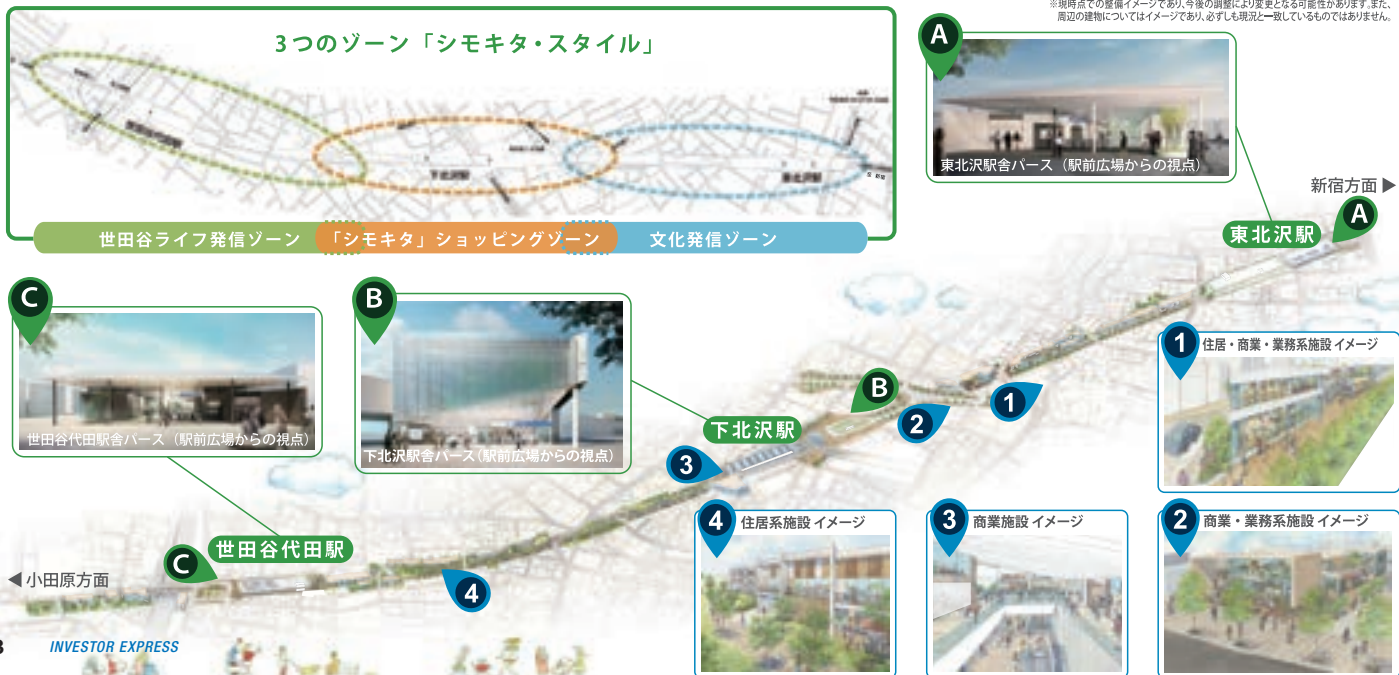 ※現時点での整備イメージであり、今後の調整により変更となる可能性があります。また、
周辺の建物についてはイメージであり、必ずしも現況と一致しているものではありません。
3つのゾーン「シモキタ・スタイル」
下北沢駅
東北沢駅
世田谷ライフ発信ゾーン
「シモキタ」ショッピングゾーン
文化発信ゾーン
A
東北沢駅舎パース（駅前広場からの視点）
新宿方面 ▶
A
東北沢駅
C
世田谷代田駅舎パース（駅前広場からの視点）
B
下北沢駅舎パース（駅前広場からの視点）
1 住居・商業・業務系施設 イメージ
B
1
2
下北沢駅
3
4 住居系施設 イメージ
3 商業施設 イメージ
2 商業・業務系施設 イメージ
世田谷代田駅
C
◀ 小田原方面
4
INVESTOR EXPRESS